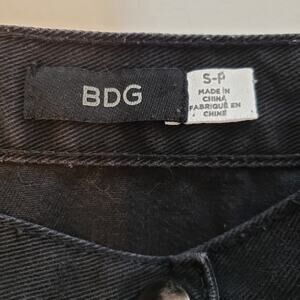 BDG
S-P
MADE IN
CHINA
FABRIQUÉ EN
CHINE